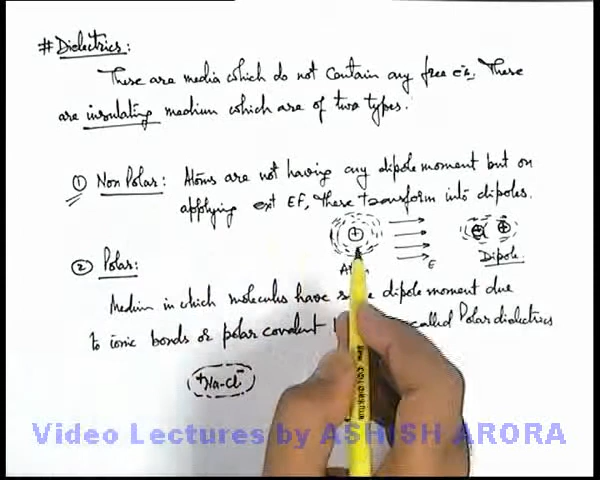 # Dielectrics:
These are media which do not contain any free e⁻s. These
are insulating medium which are of two types.
① Non Polar: Atoms are not having any dipole moment but on
applying ext EF, these transform into dipoles.
+
E
Dipole
② Polar:
Medium in which molecules have dipole moment due
to ionic bonds or polar covalent called Polar dielectrics
+Na-Cl-
Video Lectures by ASHISH ARORA